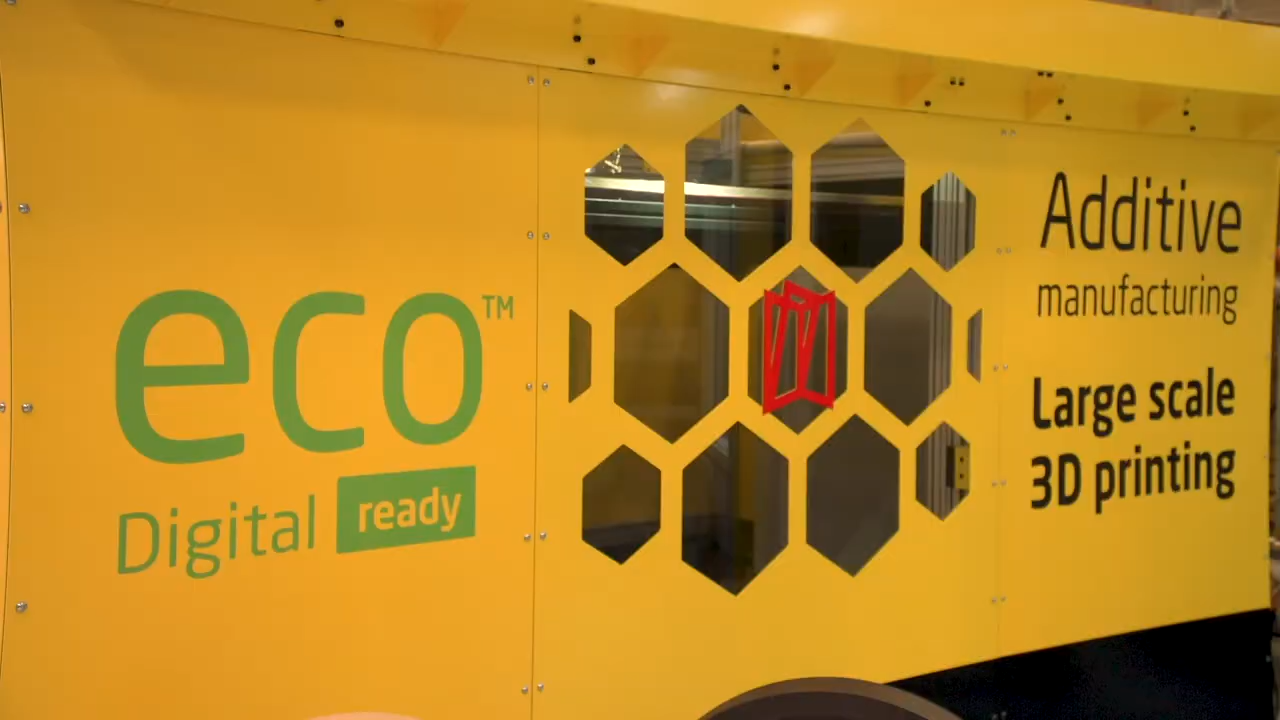 eco™
Digital ready
Additive
manufacturing
Large scale
3D printing